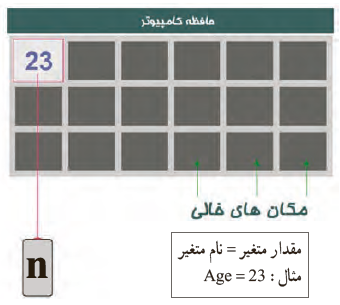 حافظه کامپیوتر
23
مکان های خالی
n
مقدار متغیر = نام متغیر
مثال : Age = 23